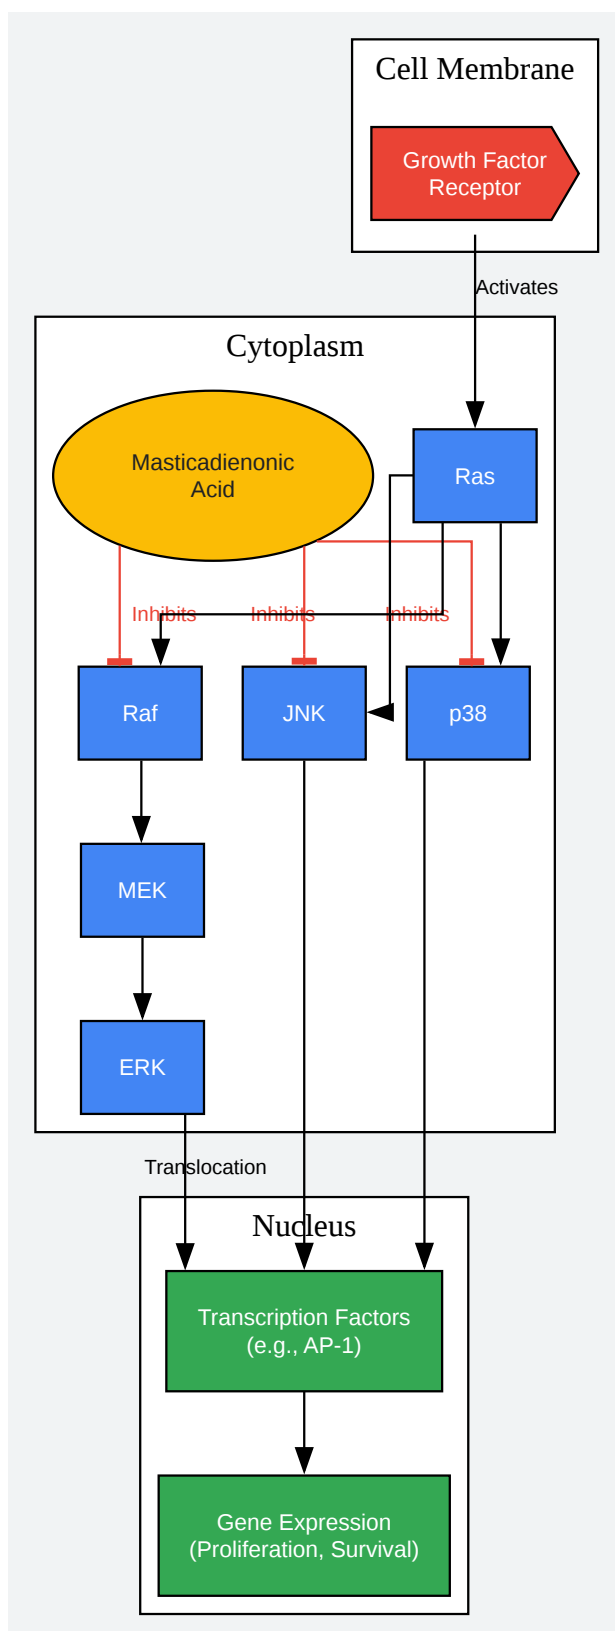 Cell Membrane
Growth Factor
Receptor
Activates
Cytoplasm
Masticadienonic
Acid
Ras
Inhibits
Inhibits
Inhibits
Raf
JNK
p38
MEK
ERK
Translocation
Nucleus
Transcription Factors
(e.g., AP-1)
Gene Expression
(Proliferation, Survival)